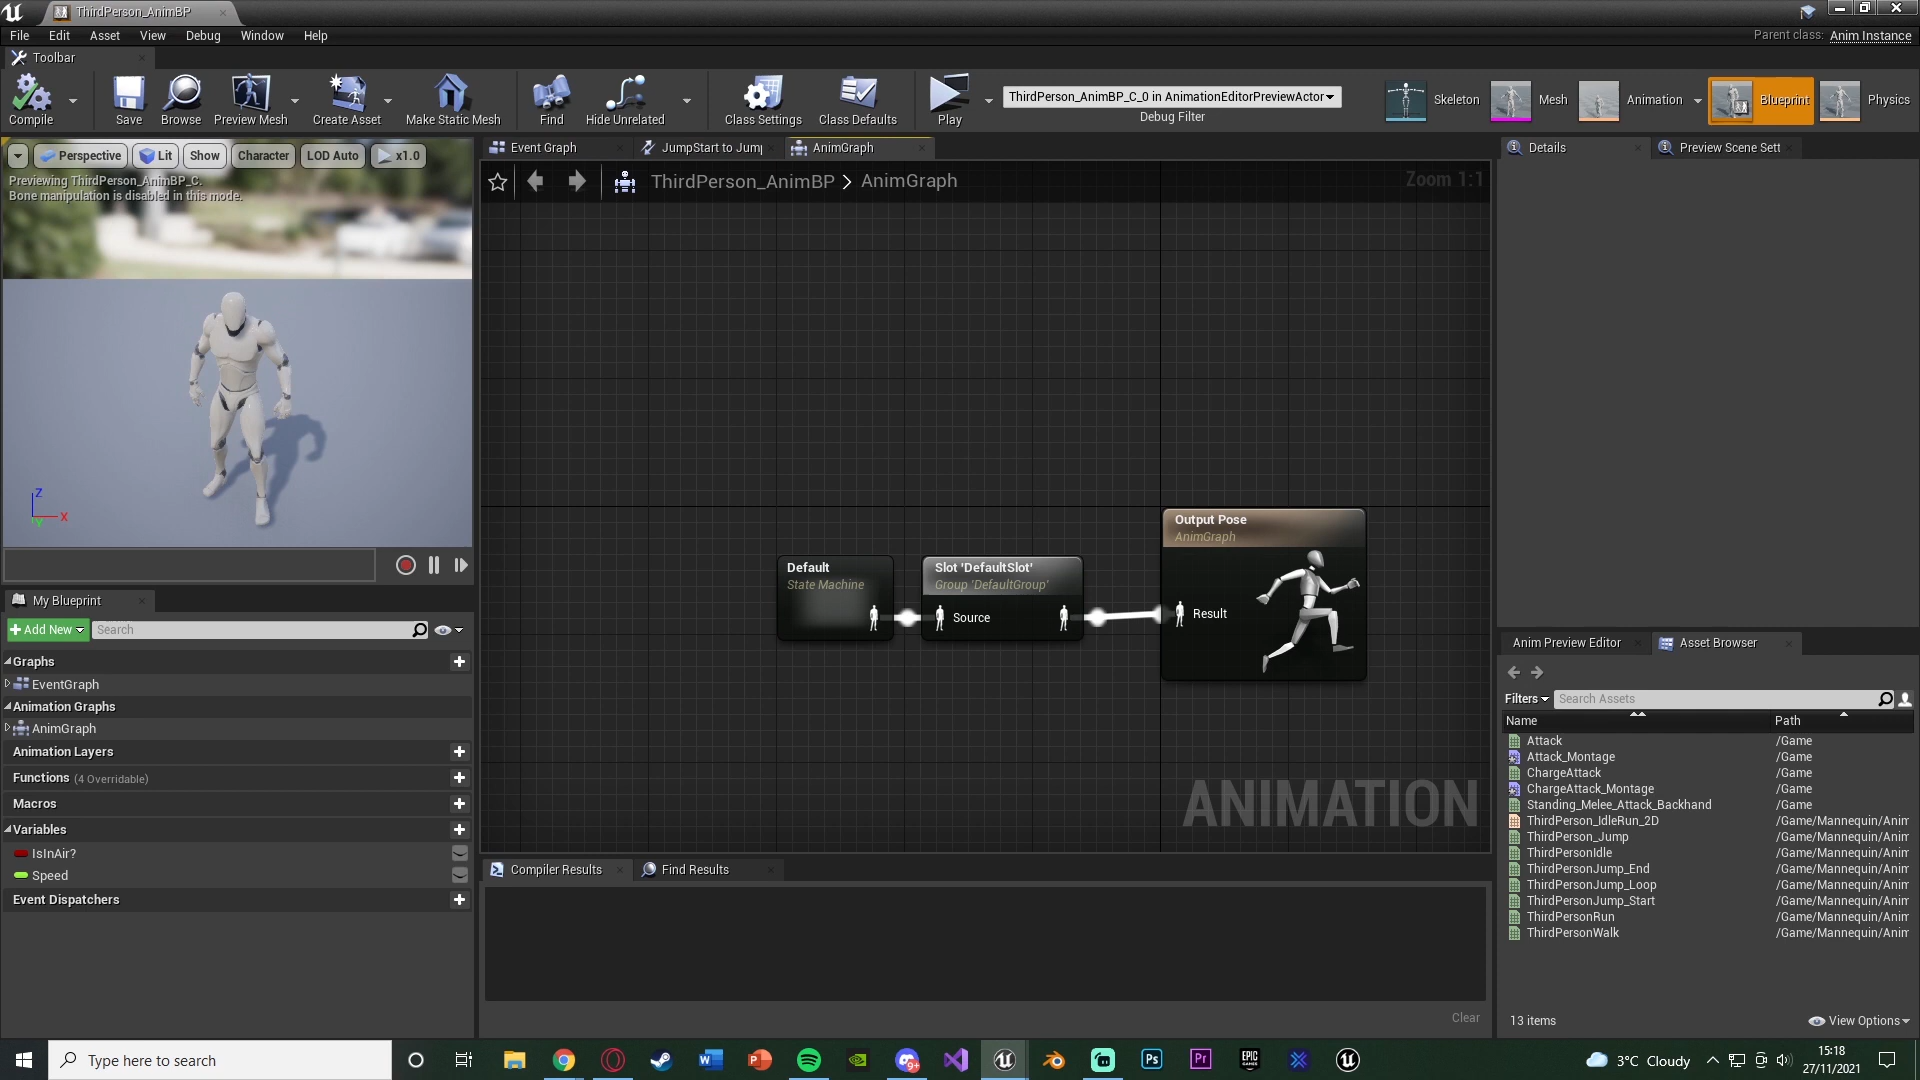 ThirdPerson_AnimBP
File Edit Asset View Debug Window Help
Parent class: Anim Instance
Toolbar
Compile Save Browse Preview Mesh Create Asset Make Static Mesh Find Hide Unrelated Class Settings Class Defaults Play
ThirdPerson_AnimBP_C_0 in AnimationEditorPreviewActor
Debug Filter
Skeleton Mesh Animation Blueprint Physics
Perspective Lit Show Character LOD Auto x1.0
Previewing ThirdPerson_AnimBP_C.
Bone manipulation is disabled in this mode.
Z
X
Y
Event Graph JumpStart to Jump AnimGraph
ThirdPerson_AnimBP > AnimGraph
Zoom 1:1
Default
State Machine
Slot 'DefaultSlot'
Group 'DefaultGroup'
Source
Output Pose
AnimGraph
Result
ANIMATION
My Blueprint
Add New Search
Graphs
EventGraph
Animation Graphs
AnimGraph
Animation Layers
Functions (4 Overridable)
Macros
Variables
IsInAir?
Speed
Event Dispatchers
Compiler Results Find Results
Clear
Details Preview Scene Sett
Anim Preview Editor Asset Browser
Filters Search Assets
Name Path
Attack /Game
Attack_Montage /Game
ChargeAttack /Game
ChargeAttack_Montage /Game
Standing_Melee_Attack_Backhand /Game
ThirdPerson_IdleRun_2D /Game/Mannequin/Anim
ThirdPerson_Jump /Game/Mannequin/Anim
ThirdPersonIdle /Game/Mannequin/Anim
ThirdPersonJump_End /Game/Mannequin/Anim
ThirdPersonJump_Loop /Game/Mannequin/Anim
ThirdPersonJump_Start /Game/Mannequin/Anim
ThirdPersonRun /Game/Mannequin/Anim
ThirdPersonWalk /Game/Mannequin/Anim
13 items View Options
Type here to search
9+
Ps
Pr
EPIC GAMES
3°C Cloudy
15:18
27/11/2021